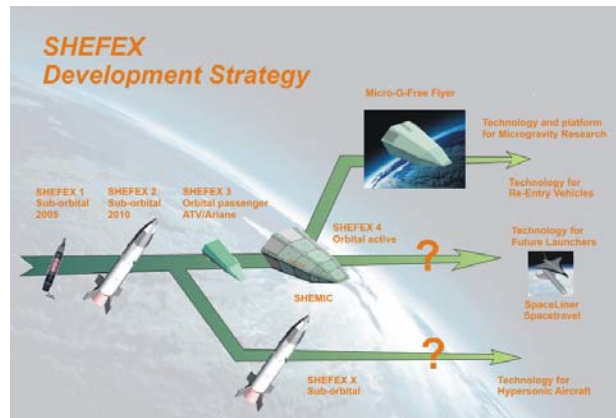 SHEFEX
Development Strategy
Micro-G-Free Flyer
Technology and platform
for Microgravity Research
Technology for
Re-Entry Vehicles
SHEFEX 1
Sub-orbital
2005
SHEFEX 2
Sub-orbital
2010
SHEFEX 3
Orbital passenger
ATV/Ariane
SHEFEX 4
Orbital active
Technology for
Future Launchers
?
SHEMIC
SpaceLiner
Spacetravel
?
SHEFEX X
Sub-orbital
Technology for
Hypersonic Aircraft